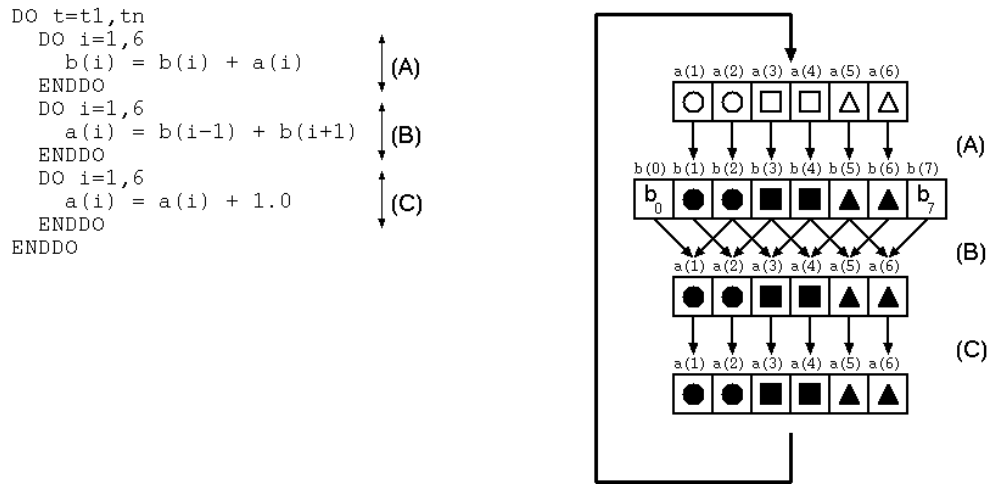 DO t=t1,tn
DO i=1,6
b(i) = b(i) + a(i)
ENDDO
(A)
DO i=1,6
a(i) = b(i-1) + b(i+1)
ENDDO
(B)
DO i=1,6
a(i) = a(i) + 1.0
ENDDO
(C)
ENDDO
a(1) a(2) a(3) a(4) a(5) a(6)
(A)
b(0) b(1) b(2) b(3) b(4) b(5) b(6) b(7)
b0 b7
(B)
a(1) a(2) a(3) a(4) a(5) a(6)
(C)
a(1) a(2) a(3) a(4) a(5) a(6)